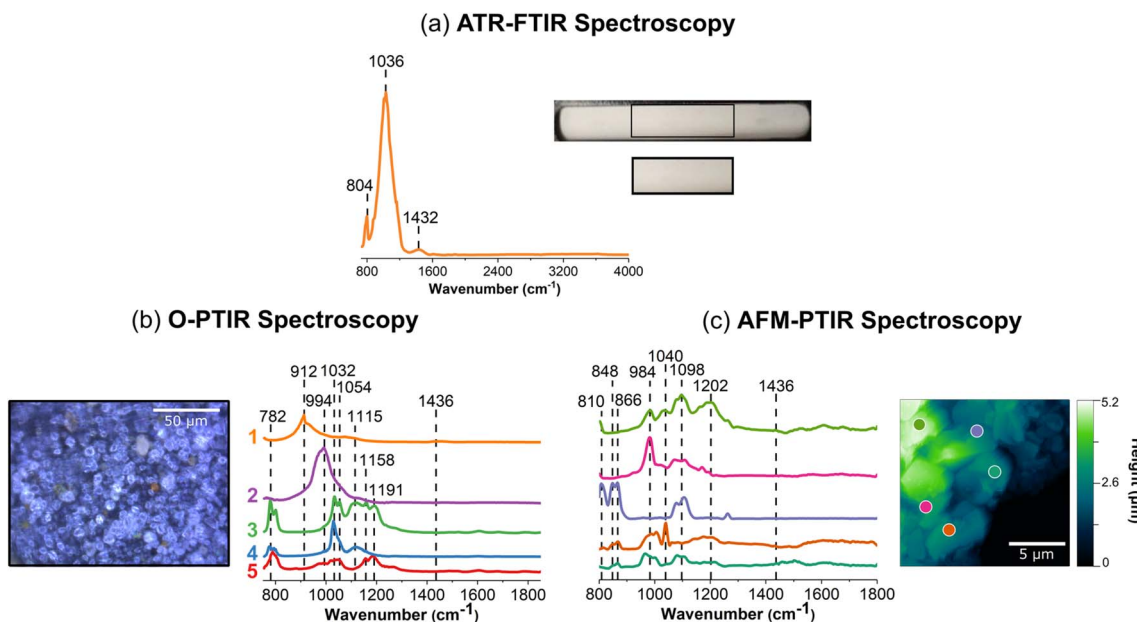 (a) ATR-FTIR Spectroscopy
1036
804
1432
800 1600 2400 3200 4000
Wavenumber (cm-1)
(b) O-PTIR Spectroscopy
50 µm
912 1032
994 1054
782 1115 1436
1158
1191
1
2
3
4
5
800 1000 1200 1400 1600 1800
Wavenumber (cm-1)
(c) AFM-PTIR Spectroscopy
1040
848 984 1098
810 866 1202 1436
800 1000 1200 1400 1600 1800
Wavenumber (cm-1)
5 µm
5.2
2.6
0
Height (µm)